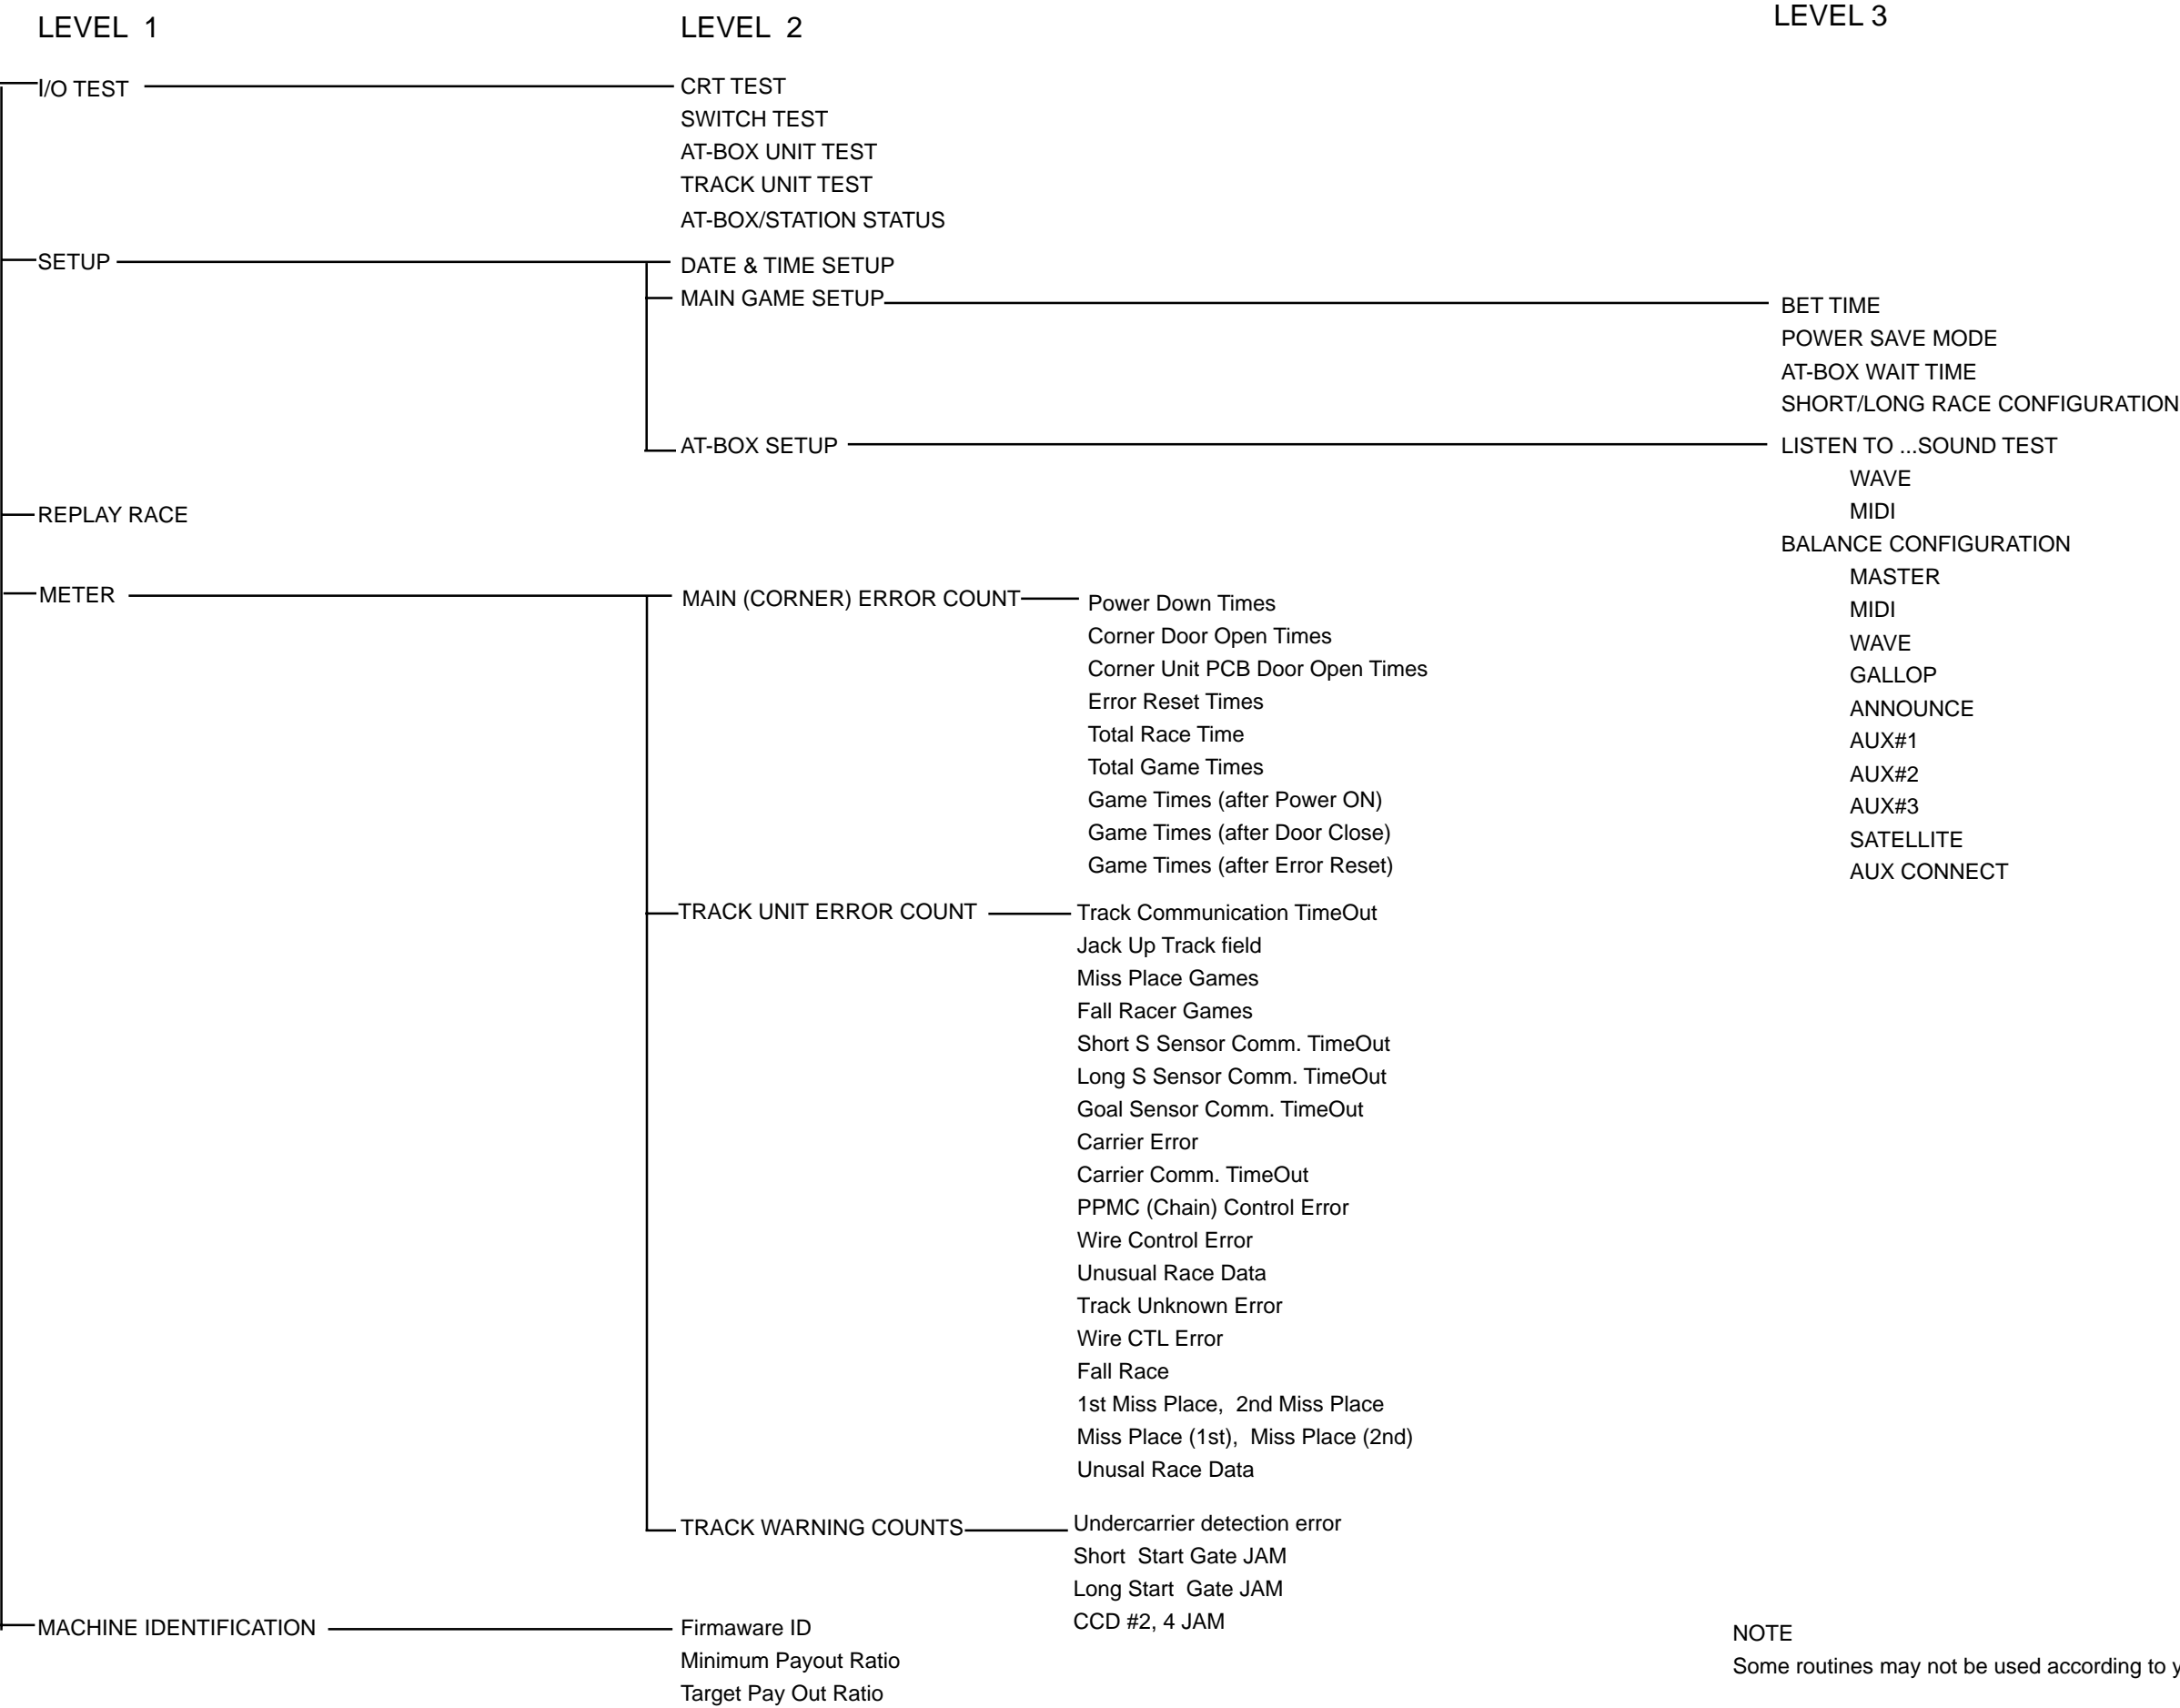 LEVEL 1
LEVEL 2
LEVEL 3
I/O TEST
CRT TEST
SWITCH TEST
AT-BOX UNIT TEST
TRACK UNIT TEST
AT-BOX/STATION STATUS
SETUP
DATE & TIME SETUP
MAIN GAME SETUP
BET TIME
POWER SAVE MODE
AT-BOX WAIT TIME
SHORT/LONG RACE CONFIGURATION
AT-BOX SETUP
LISTEN TO ...SOUND TEST
WAVE
MIDI
BALANCE CONFIGURATION
MASTER
MIDI
WAVE
GALLOP
ANNOUNCE
AUX#1
AUX#2
AUX#3
SATELLITE
AUX CONNECT
REPLAY RACE
METER
MAIN (CORNER) ERROR COUNT
Power Down Times
Corner Door Open Times
Corner Unit PCB Door Open Times
Error Reset Times
Total Race Time
Total Game Times
Game Times (after Power ON)
Game Times (after Door Close)
Game Times (after Error Reset)
TRACK UNIT ERROR COUNT
Track Communication TimeOut
Jack Up Track field
Miss Place Games
Fall Racer Games
Short S Sensor Comm. TimeOut
Long S Sensor Comm. TimeOut
Goal Sensor Comm. TimeOut
Carrier Error
Carrier Comm. TimeOut
PPMC (Chain) Control Error
Wire Control Error
Unusual Race Data
Track Unknown Error
Wire CTL Error
Fall Race
1st Miss Place, 2nd Miss Place
Miss Place (1st), Miss Place (2nd)
Unusal Race Data
TRACK WARNING COUNTS
Undercarrier detection error
Short Start Gate JAM
Long Start Gate JAM
CCD #2, 4 JAM
MACHINE IDENTIFICATION
Firmaware ID
Minimum Payout Ratio
Target Pay Out Ratio
NOTE
Some routines may not be used according to